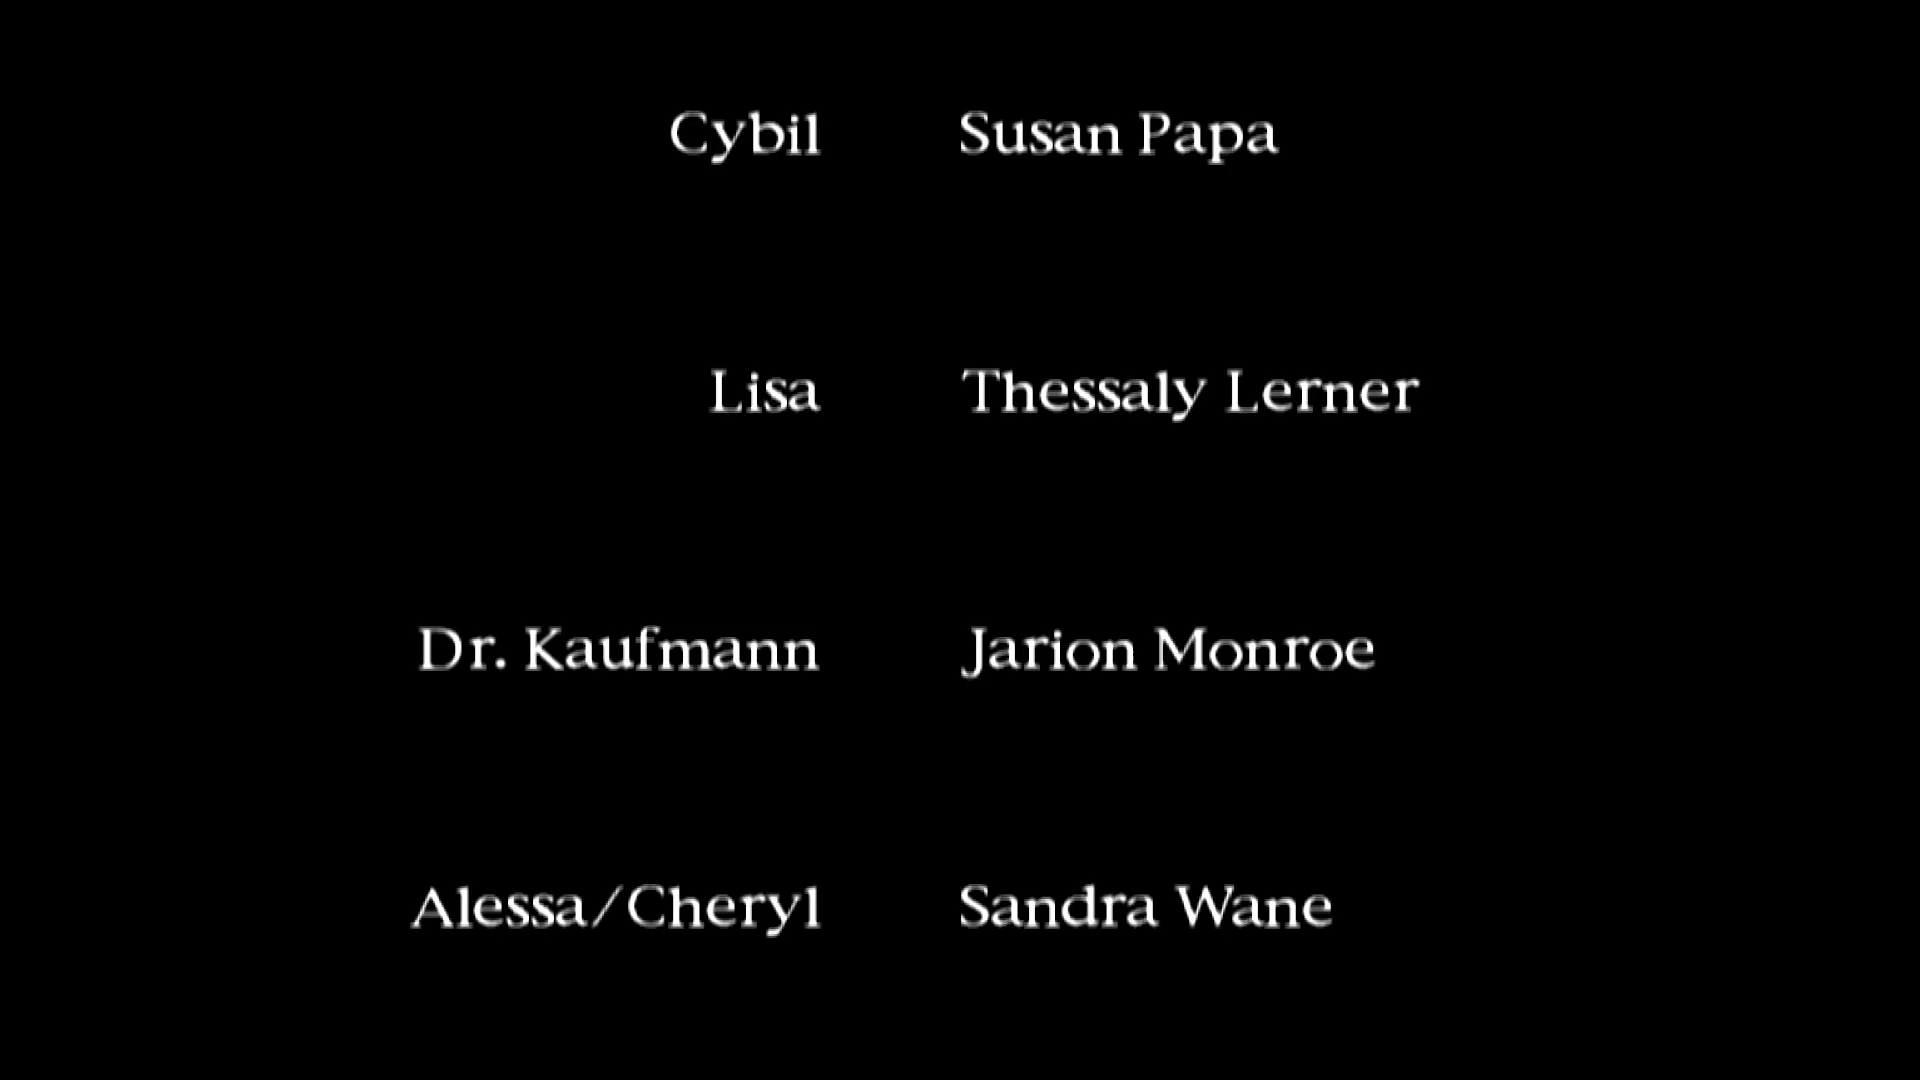 Cybil Susan Papa
Lisa Thessaly Lerner
Dr. Kaufmann Jarion Monroe
Alessa/Cheryl Sandra Wane